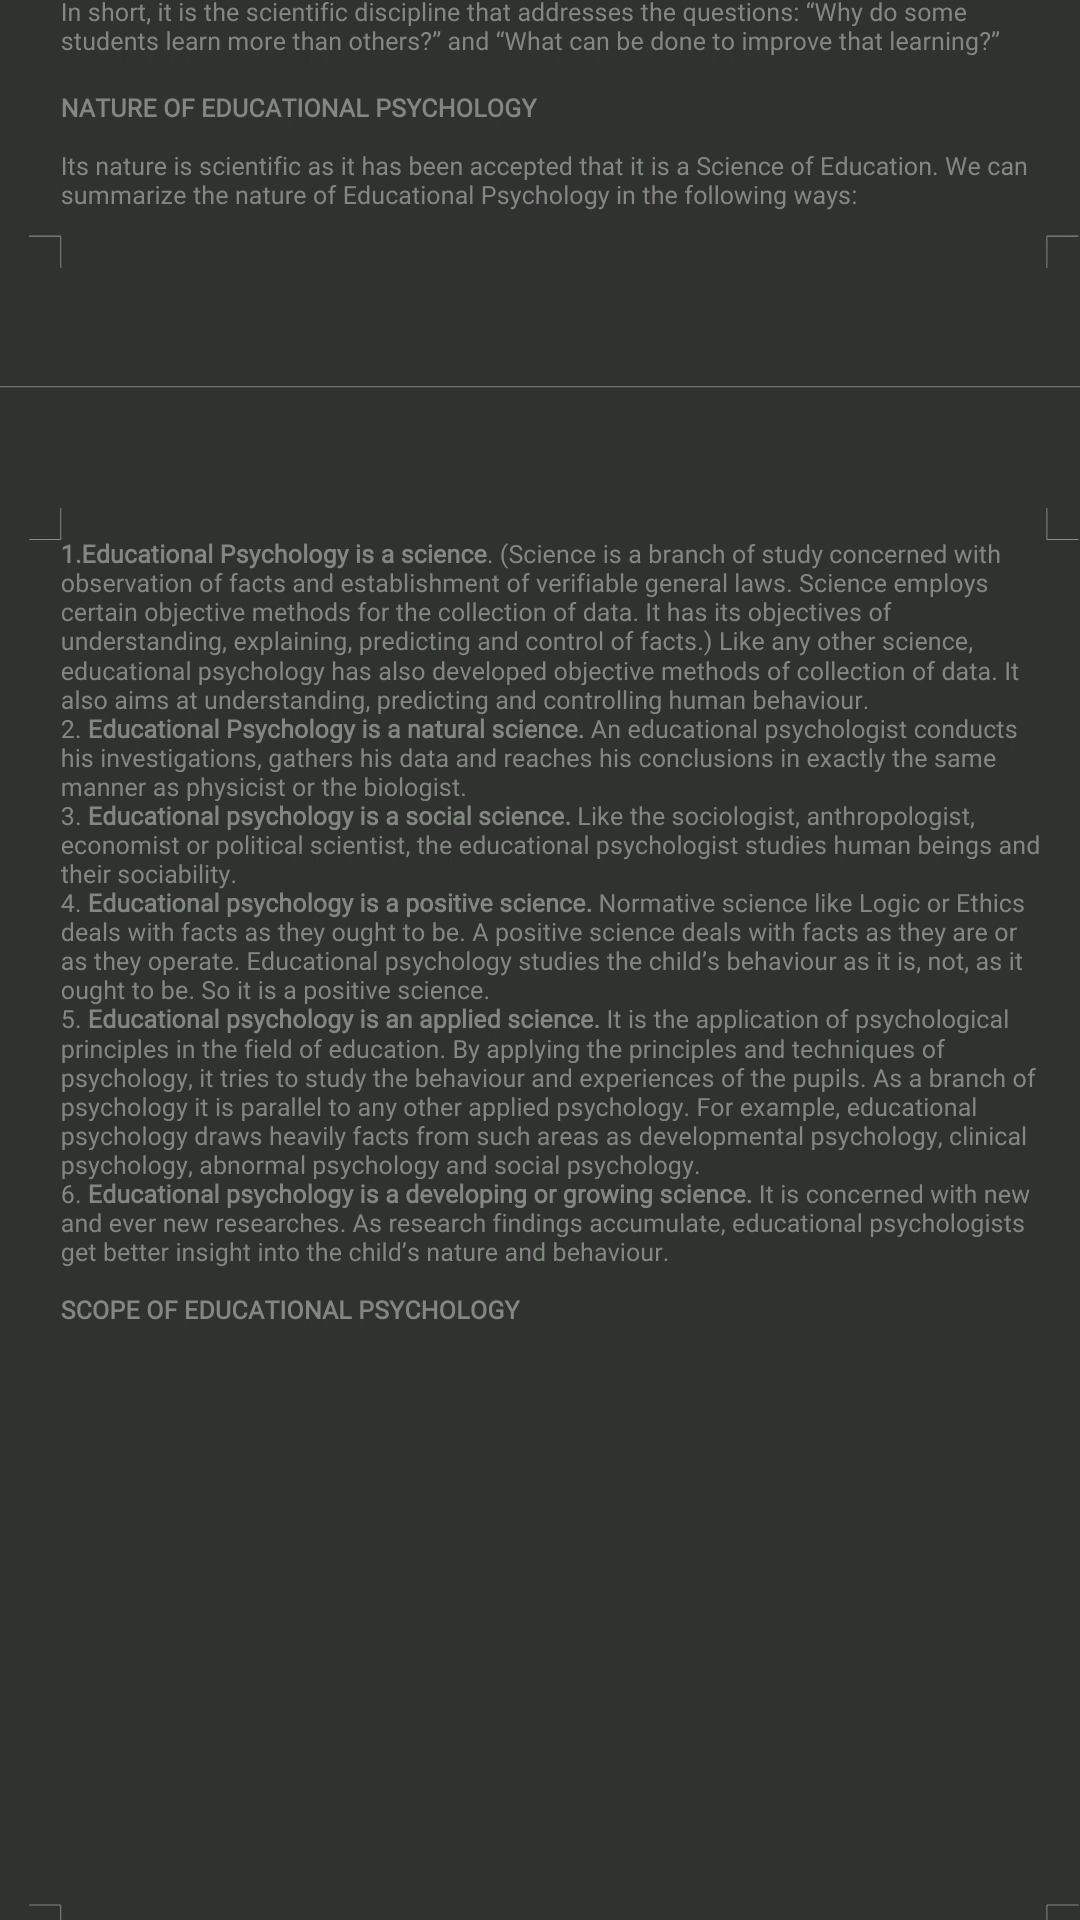 In short, it is the scientific discipline that addresses the questions: “Why do some
students learn more than others?” and “What can be done to improve that learning?”
NATURE OF EDUCATIONAL PSYCHOLOGY
Its nature is scientific as it has been accepted that it is a Science of Education. We can
summarize the nature of Educational Psychology in the following ways:
1.Educational Psychology is a science. (Science is a branch of study concerned with
observation of facts and establishment of verifiable general laws. Science employs
certain objective methods for the collection of data. It has its objectives of
understanding, explaining, predicting and control of facts.) Like any other science,
educational psychology has also developed objective methods of collection of data. It
also aims at understanding, predicting and controlling human behaviour.
2. Educational Psychology is a natural science. An educational psychologist conducts
his investigations, gathers his data and reaches his conclusions in exactly the same
manner as physicist or the biologist.
3. Educational psychology is a social science. Like the sociologist, anthropologist,
economist or political scientist, the educational psychologist studies human beings and
their sociability.
4. Educational psychology is a positive science. Normative science like Logic or Ethics
deals with facts as they ought to be. A positive science deals with facts as they are or
as they operate. Educational psychology studies the child’s behaviour as it is, not, as it
ought to be. So it is a positive science.
5. Educational psychology is an applied science. It is the application of psychological
principles in the field of education. By applying the principles and techniques of
psychology, it tries to study the behaviour and experiences of the pupils. As a branch of
psychology it is parallel to any other applied psychology. For example, educational
psychology draws heavily facts from such areas as developmental psychology, clinical
psychology, abnormal psychology and social psychology.
6. Educational psychology is a developing or growing science. It is concerned with new
and ever new researches. As research findings accumulate, educational psychologists
get better insight into the child’s nature and behaviour.
SCOPE OF EDUCATIONAL PSYCHOLOGY